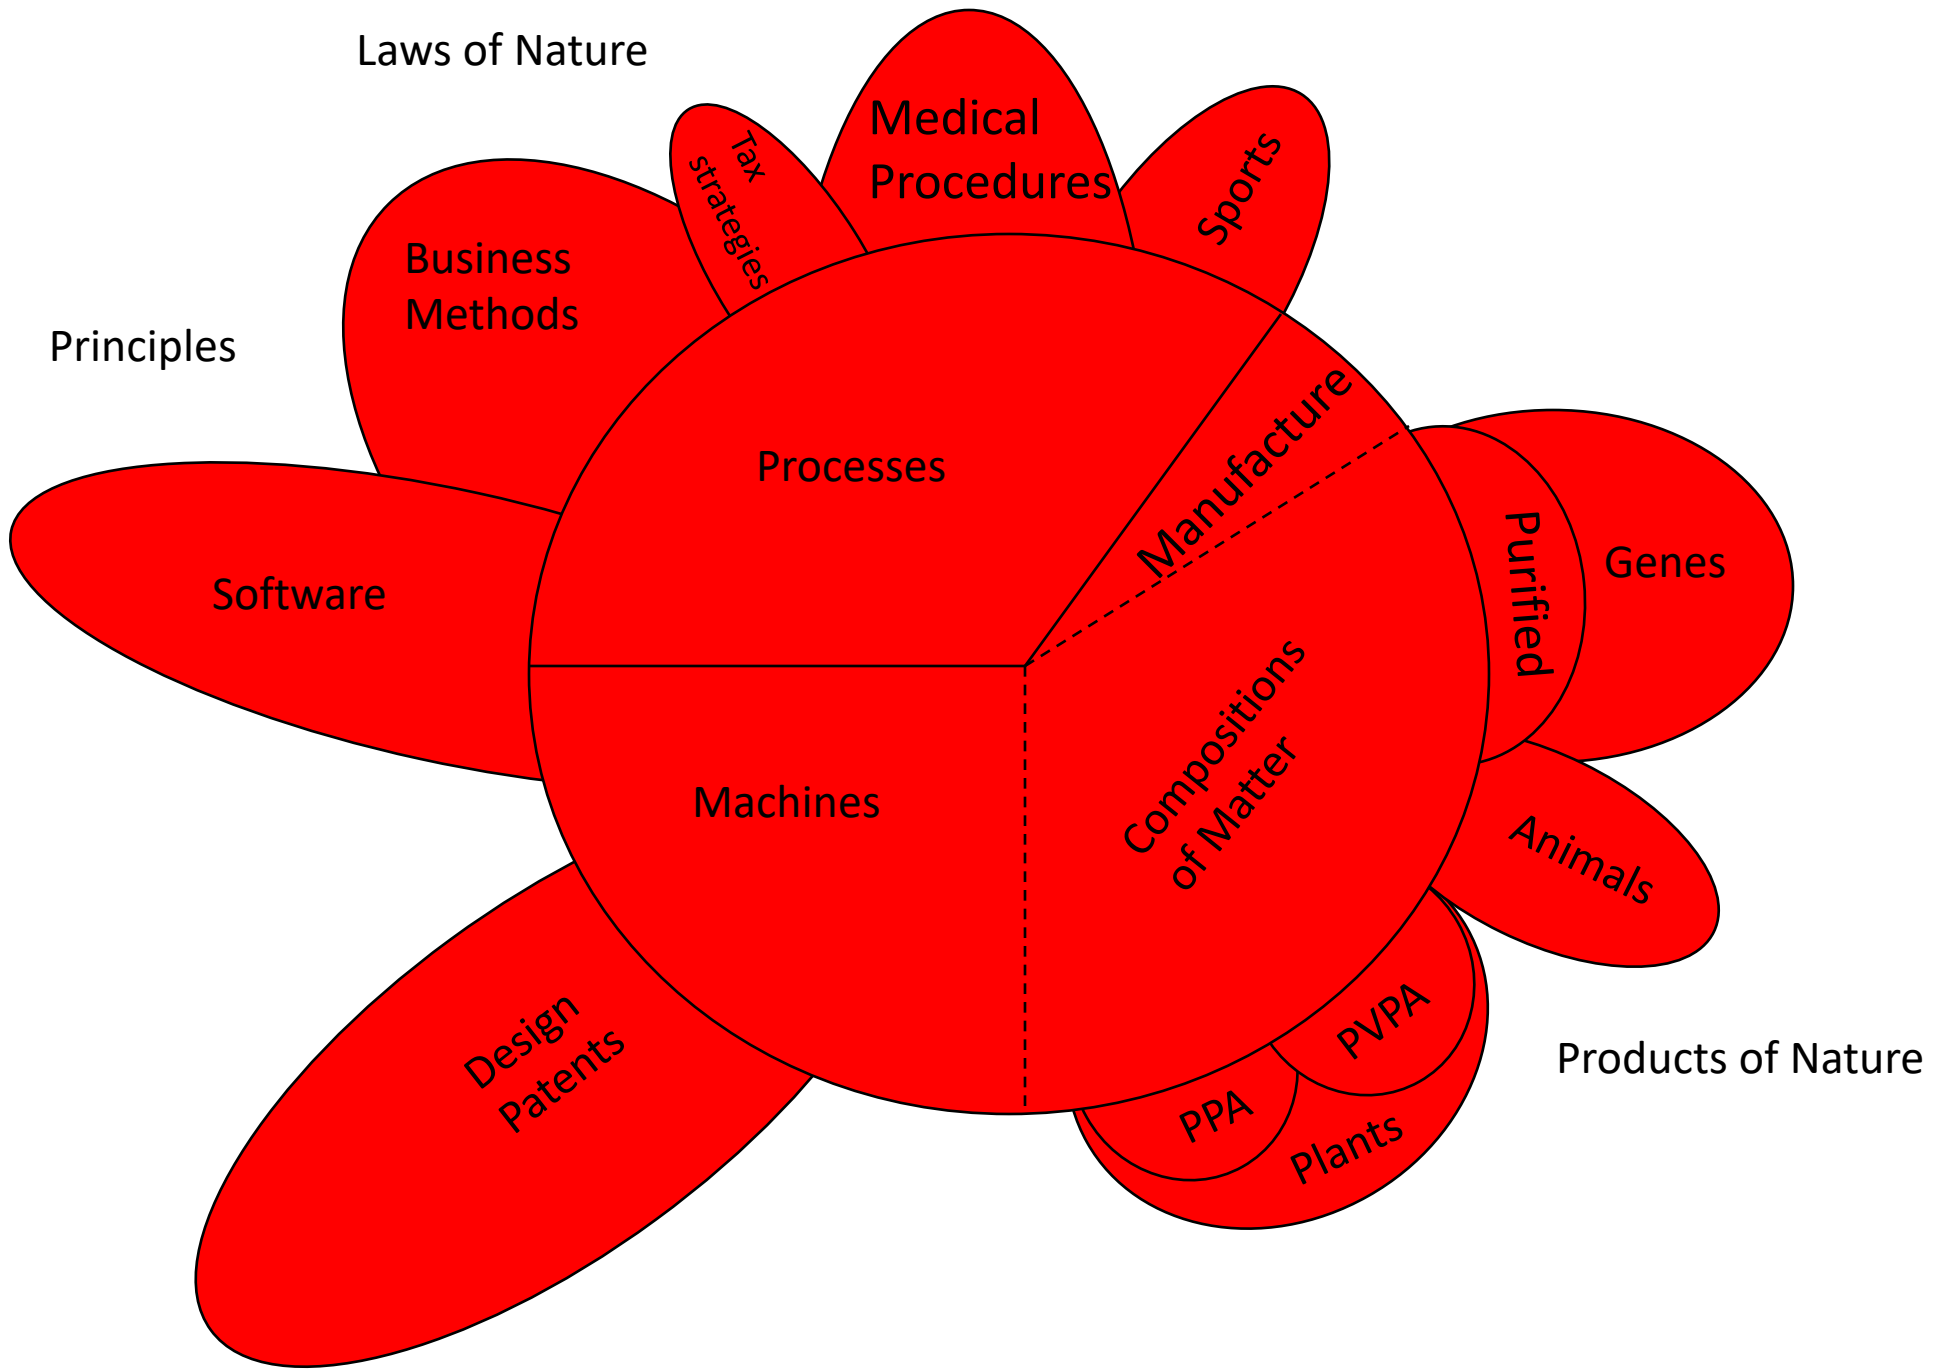 Laws of Nature
Medical
Procedures
Sports
Tax
strategies
Business
Methods
Principles
Processes
Manufacture
Purified
Genes
Software
Machines
Compositions
of Matter
Animals
Design
Patents
PVPA
PPA
Plants
Products of Nature